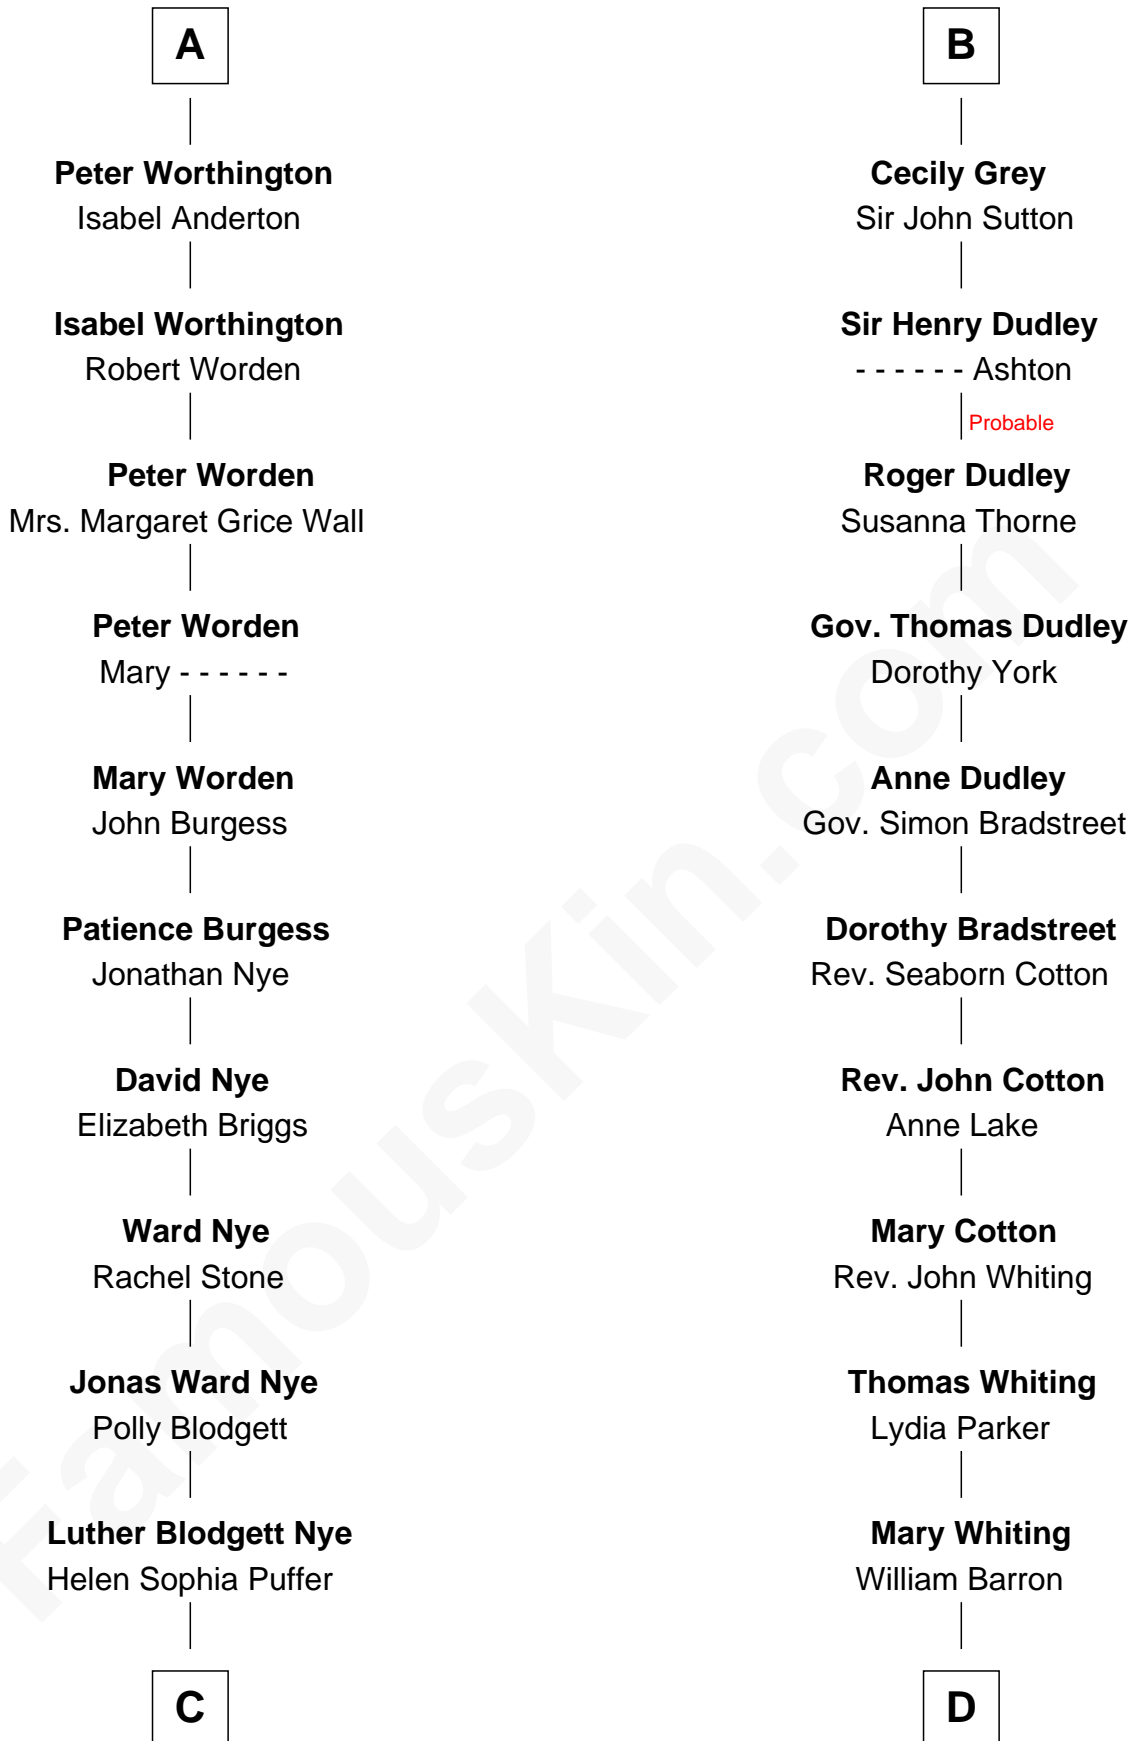 A
Peter Worthington
Isabel Anderton
Isabel Worthington
Robert Worden
Peter Worden
Mrs. Margaret Grice Wall
Peter Worden
Mary - - - - - -
Mary Worden
John Burgess
Patience Burgess
Jonathan Nye
David Nye
Elizabeth Briggs
Ward Nye
Rachel Stone
Jonas Ward Nye
Polly Blodgett
Luther Blodgett Nye
Helen Sophia Puffer
C
B
Cecily Grey
Sir John Sutton
Sir Henry Dudley
- - - - - - Ashton
Probable
Roger Dudley
Susanna Thorne
Gov. Thomas Dudley
Dorothy York
Anne Dudley
Gov. Simon Bradstreet
Dorothy Bradstreet
Rev. Seaborn Cotton
Rev. John Cotton
Anne Lake
Mary Cotton
Rev. John Whiting
Thomas Whiting
Lydia Parker
Mary Whiting
William Barron
D
FamousKin.com